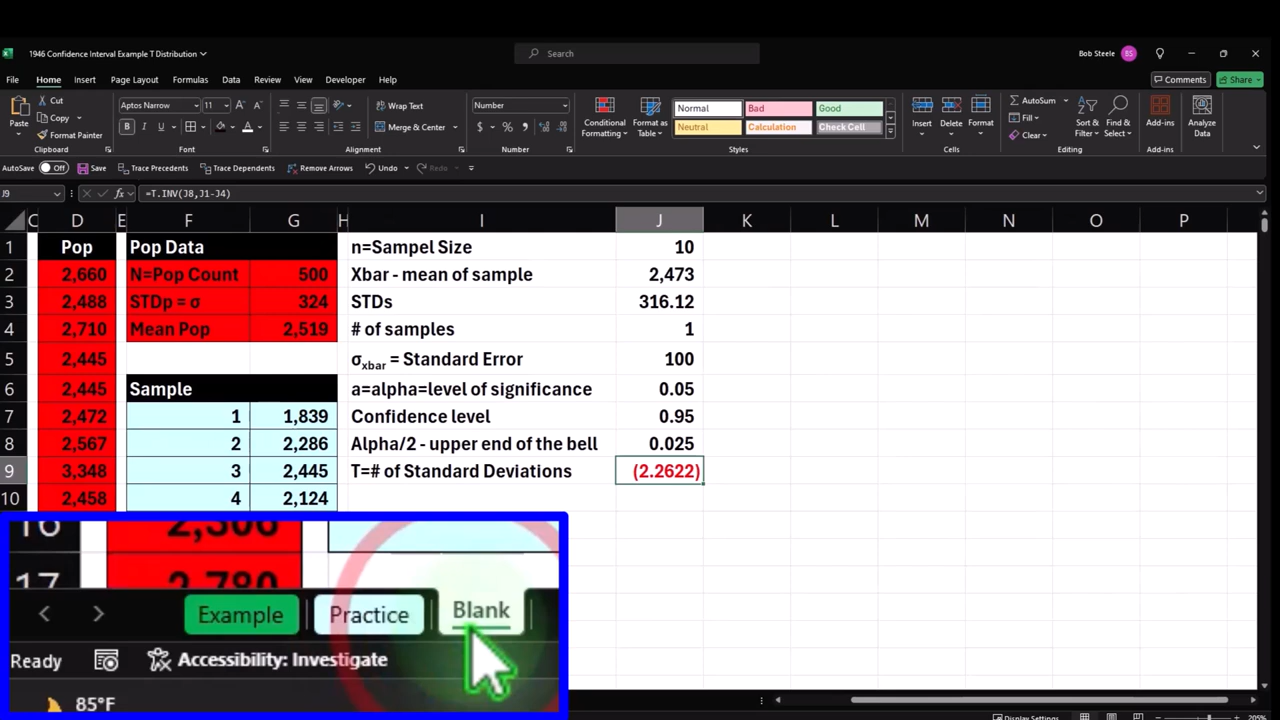 1946 Confidence Interval Example T Distribution
Search
Bob Steele BS
File Home Insert Page Layout Formulas Data Review View Developer Help
Comments Share
Paste Cut Copy Format Painter
Aptos Narrow 11
Wrap Text
Merge & Center
Number
Conditional Formatting
Format as Table
Normal Bad Good
Neutral Calculation Check Cell
Insert Delete Format
AutoSum
Fill
Clear
Sort & Filter
Find & Select
Add-ins
Analyze Data
Clipboard Font Alignment Number Styles Cells Editing Add-ins
AutoSave Off Save Trace Precedents Trace Dependents Remove Arrows Undo Redo
J9 fx =T.INV(J8,J1-J4)
C D E F G H I J K L M N O P
1 Pop Pop Data n=Sampel Size 10
2 2,660 N=Pop Count 500 Xbar - mean of sample 2,473
3 2,488 STDp = σ 324 STDs 316.12
4 2,710 Mean Pop 2,519 # of samples 1
5 2,445 σxbar = Standard Error 100
6 2,445 Sample a=alpha=level of significance 0.05
7 2,472 1 1,839 Confidence level 0.95
8 2,567 2 2,286 Alpha/2 - upper end of the bell 0.025
9 3,348 3 2,445 T=# of Standard Deviations (2.2622)
10 2,458 4 2,124
16 2,306
17 2,780
Example Practice Blank
Ready Accessibility: Investigate
85°F
Display Settings 205%